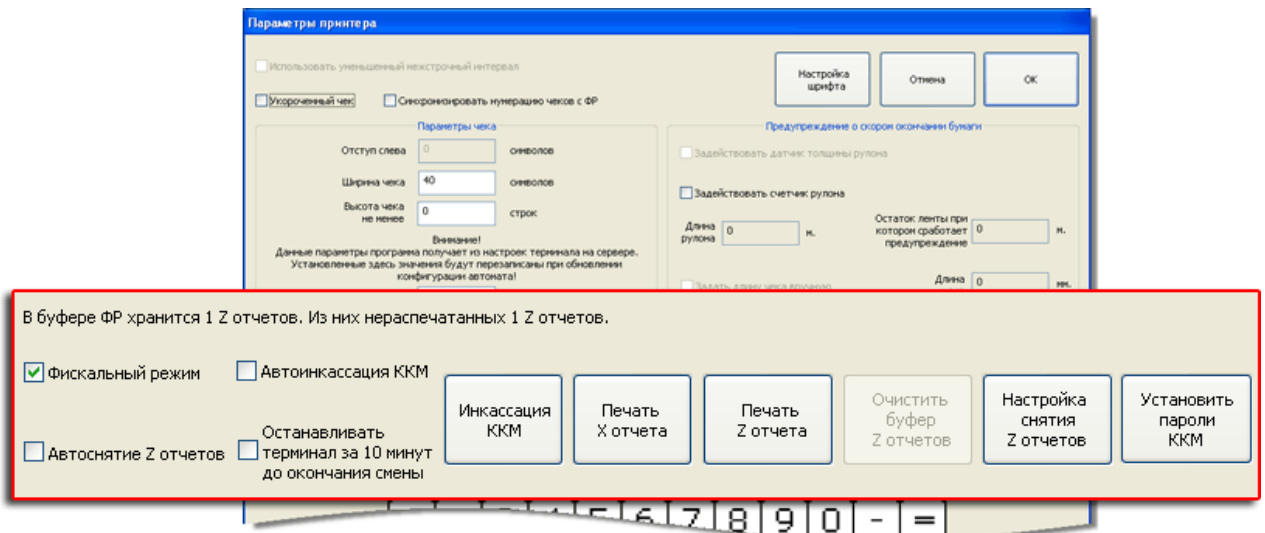 Параметры принтера
Использовать уменьшенный межстрочный интервал
Настройка
шрифта
Отмена
ОК
Укороченный чек
Синхронизировать нумерацию чеков с ФР
Параметры чека
Отступ слева 0 символов
Ширина чека 40 символов
Высота чека
не менее 0 строк
Внимание!
Данные параметры программа получает из настроек терминала на сервере.
Установленные здесь значения будут перезаписаны при обновлении
конфигурации автомата!
Предупреждение о скором окончании бумаги
Задействовать датчик толщины рулона
Задействовать счетчик рулона
Длина
рулона 0 м.
Остаток ленты при
котором сработает
предупреждение 0 м.
Задать длину чека вручную
Длина 0 мм.
В буфере ФР хранится 1 Z отчетов. Из них нераспечатанных 1 Z отчетов.
Фискальный режим
Автоинкассация ККМ
Автоснятие Z отчетов
Останавливать
терминал за 10 минут
до окончания смены
Инкассация
ККМ
Печать
X отчета
Печать
Z отчета
Очистить
буфер
Z отчетов
Настройка
снятия
Z отчетов
Установить
пароли
ККМ
5 6 7 8 9 0 - =